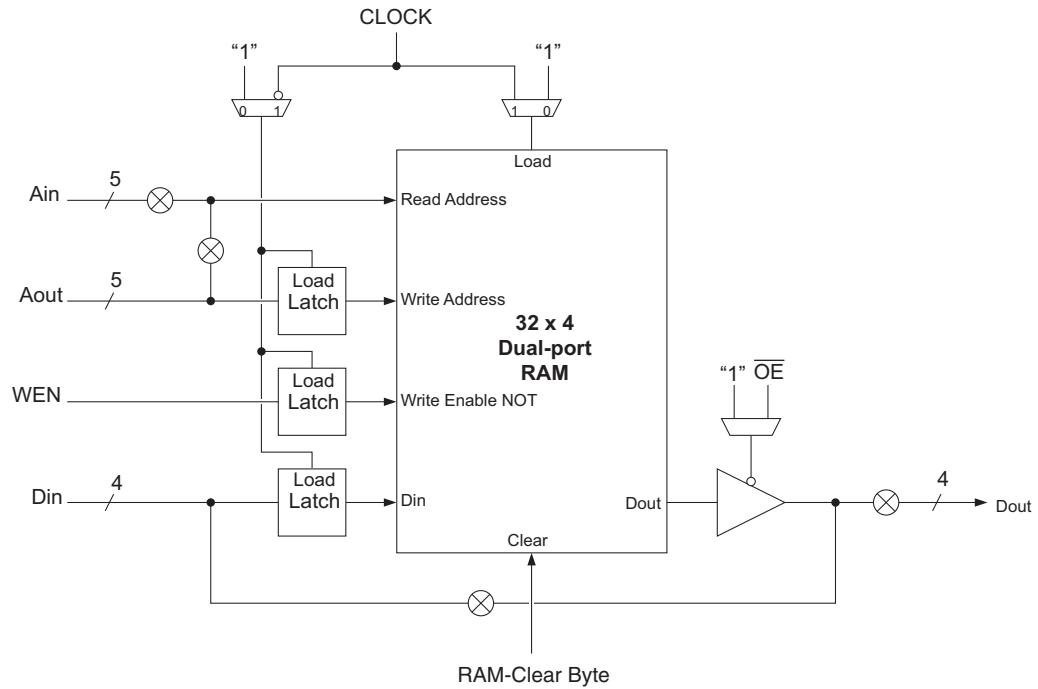 CLOCK
“1”
“1”
0 1
1 0
Load
Ain
5
Read Address
Aout
5
Load
Latch
Write Address
32 x 4
Dual-port
RAM
WEN
Load
Latch
Write Enable NOT
“1” OE
Din
4
Load
Latch
Din
Dout
4
Dout
Clear
RAM-Clear Byte